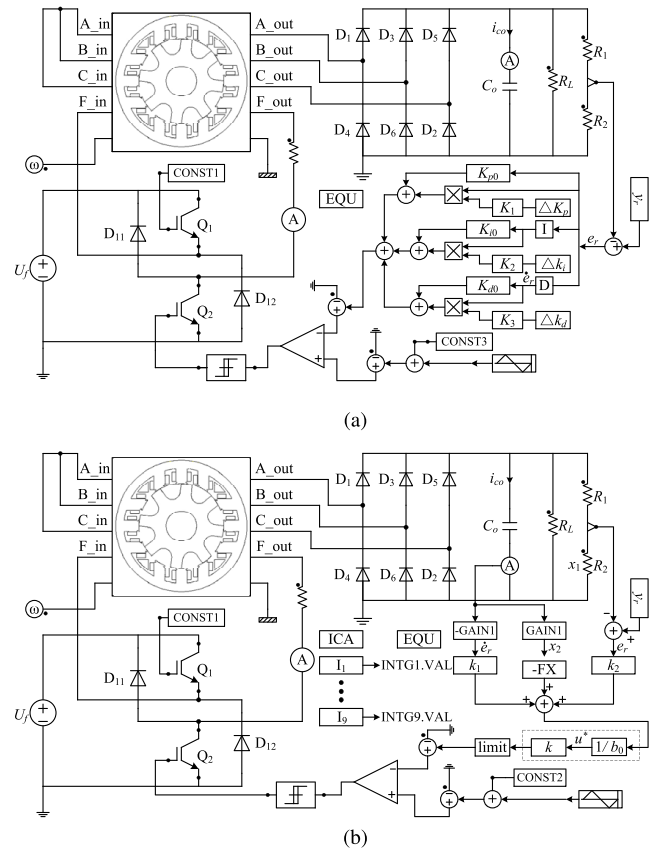 A_in A_out
B_in B_out
C_in C_out
F_in F_out
D1 D3 D5 ico A R1
Co RL
D4 D6 D2 R2
ω CONST1
Q1 A EQU
D11
Uf
Q2 D12
Kp0
K1 △Kp
Ki0 I er yr
K2 △ki
ėr
Kd0 D
K3 △kd
CONST3
(a)
A_in A_out
B_in B_out
C_in C_out
F_in F_out
D1 D3 D5 ico R1
Co RL
x1 R2
D4 D6 D2 A
ω CONST1
Q1 A
D11
Uf
Q2 D12
ICA EQU
-GAIN1 GAIN1 yr
ėr x2 er
I1 INTG1.VAL k1 -FX k2
I9 INTG9.VAL
limit k u* 1/b0
CONST2
(b)